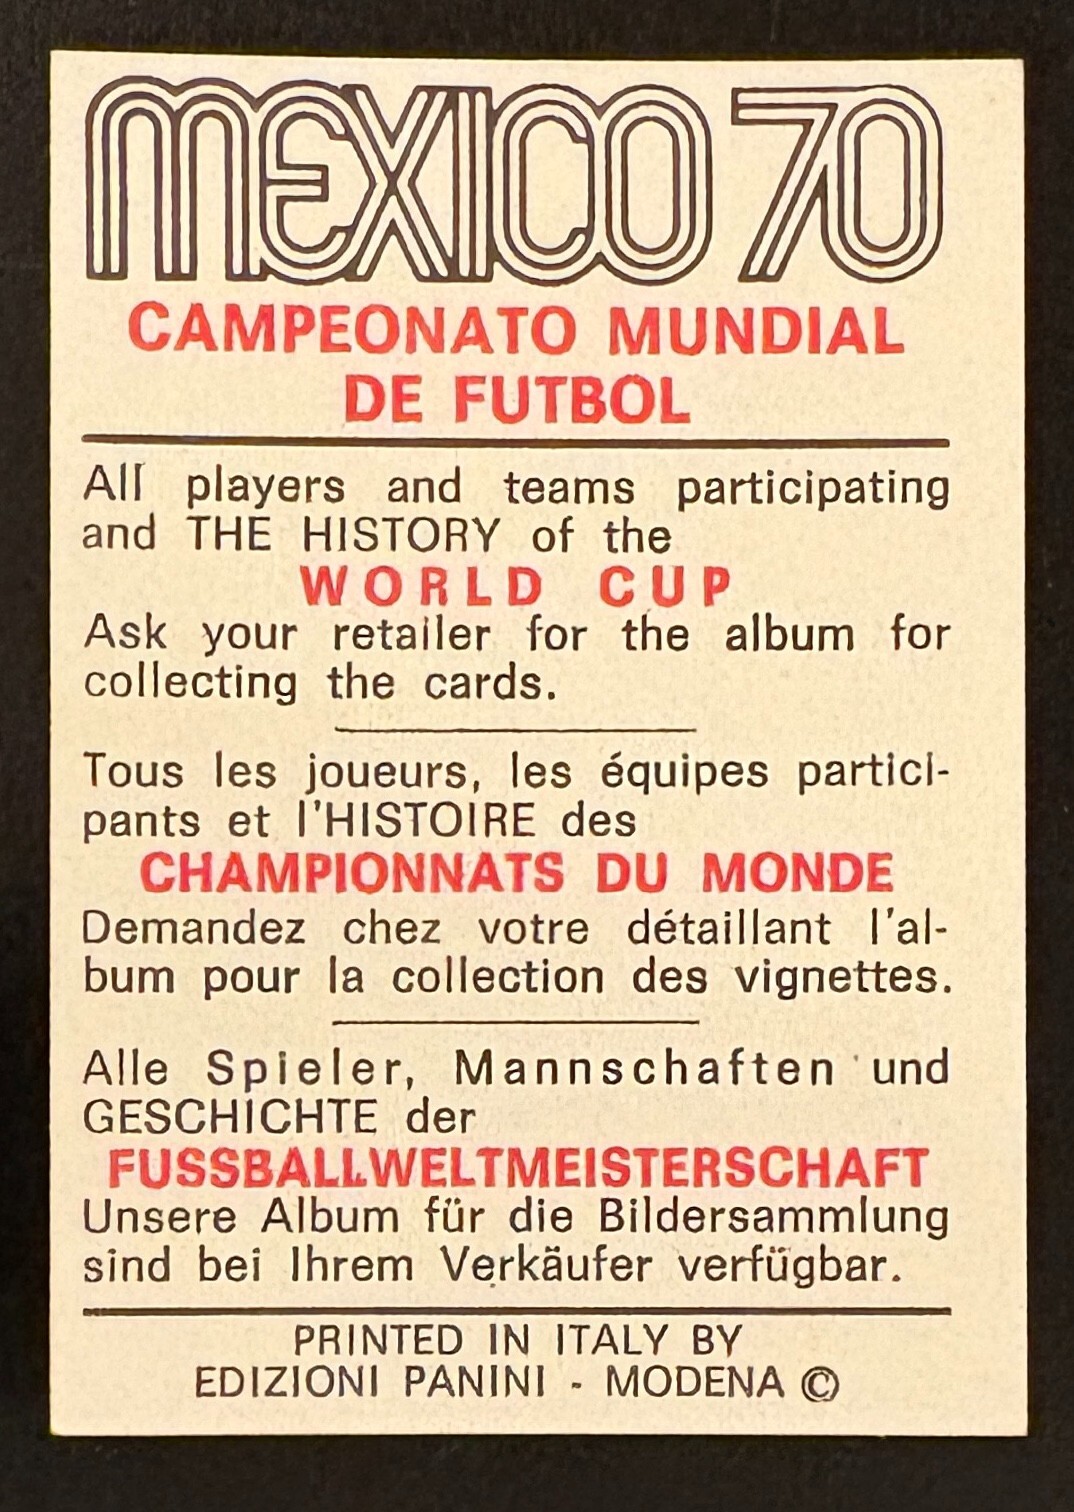 MEXICO 70
CAMPEONATO MUNDIAL
DE FUTBOL
All players and teams participating
and THE HISTORY of the
WORLD CUP
Ask your retailer for the album for
collecting the cards.
Tous les joueurs, les équipes partici-
pants et l'HISTOIRE des
CHAMPIONNATS DU MONDE
Demandez chez votre détaillant l'al-
bum pour la collection des vignettes.
Alle Spieler, Mannschaften und
GESCHICHTE der
FUSSBALLWELTMEISTERSCHAFT
Unsere Album für die Bildersammlung
sind bei Ihrem Verkäufer verfügbar.
PRINTED IN ITALY BY
EDIZIONI PANINI - MODENA ©